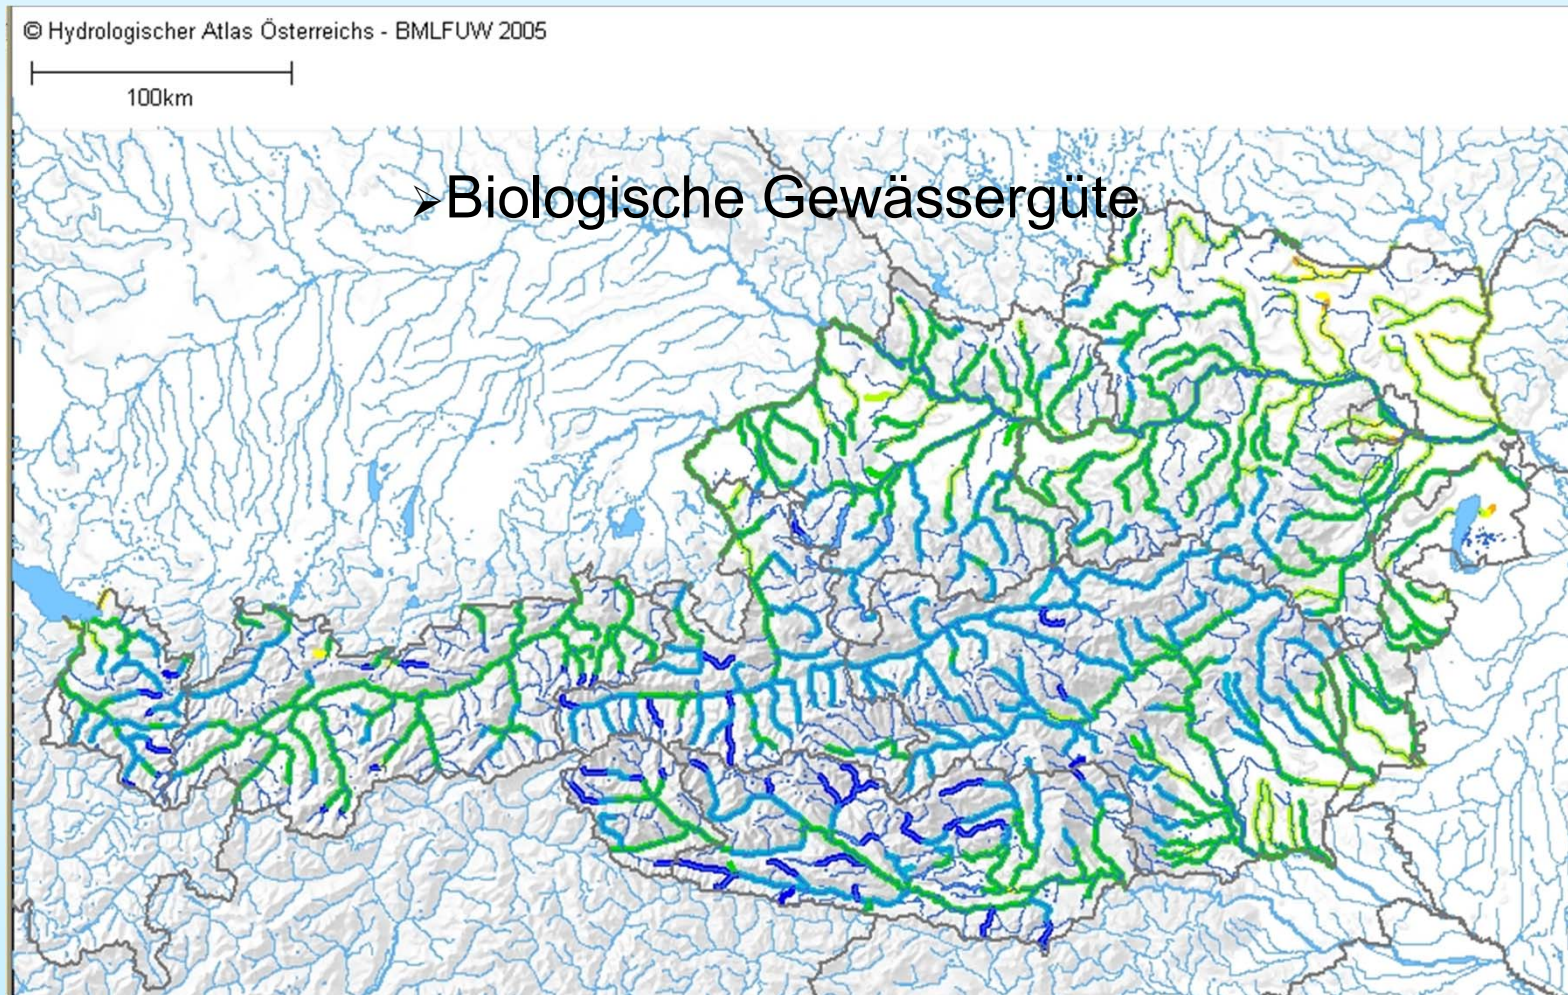 © Hydrologischer Atlas Österreichs - BMLFUW 2005
100km
➢Biologische Gewässergüte